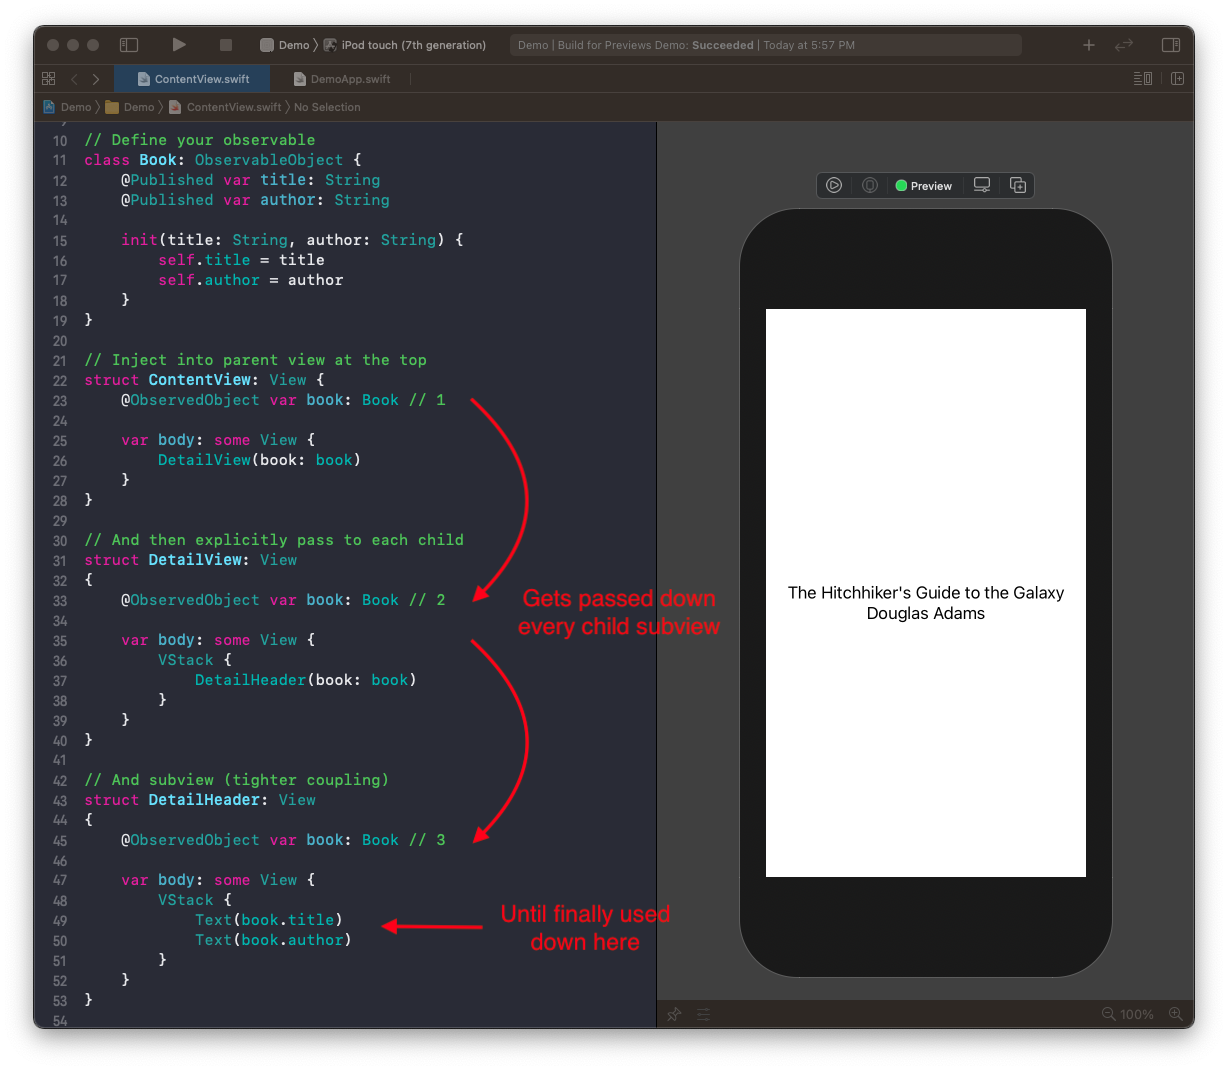 Demo 〉 iPod touch (7th generation)
Demo | Build for Previews Demo: Succeeded | Today at 5:57 PM
ContentView.swift
DemoApp.swift
Demo 〉 Demo 〉 ContentView.swift 〉 No Selection
10 // Define your observable
11 class Book: ObservableObject {
12     @Published var title: String
13     @Published var author: String
14
15     init(title: String, author: String) {
16         self.title = title
17         self.author = author
18     }
19 }
20
21 // Inject into parent view at the top
22 struct ContentView: View {
23     @ObservedObject var book: Book // 1
24
25     var body: some View {
26         DetailView(book: book)
27     }
28 }
29
30 // And then explicitly pass to each child
31 struct DetailView: View
32 {
33     @ObservedObject var book: Book // 2
34
35     var body: some View {
36         VStack {
37             DetailHeader(book: book)
38         }
39     }
40 }
41
42 // And subview (tighter coupling)
43 struct DetailHeader: View
44 {
45     @ObservedObject var book: Book // 3
46
47     var body: some View {
48         VStack {
49             Text(book.title)
50             Text(book.author)
51         }
52     }
53 }
54
Gets passed down
every child subview
Until finally used
down here
Preview
The Hitchhiker's Guide to the Galaxy
Douglas Adams
100%